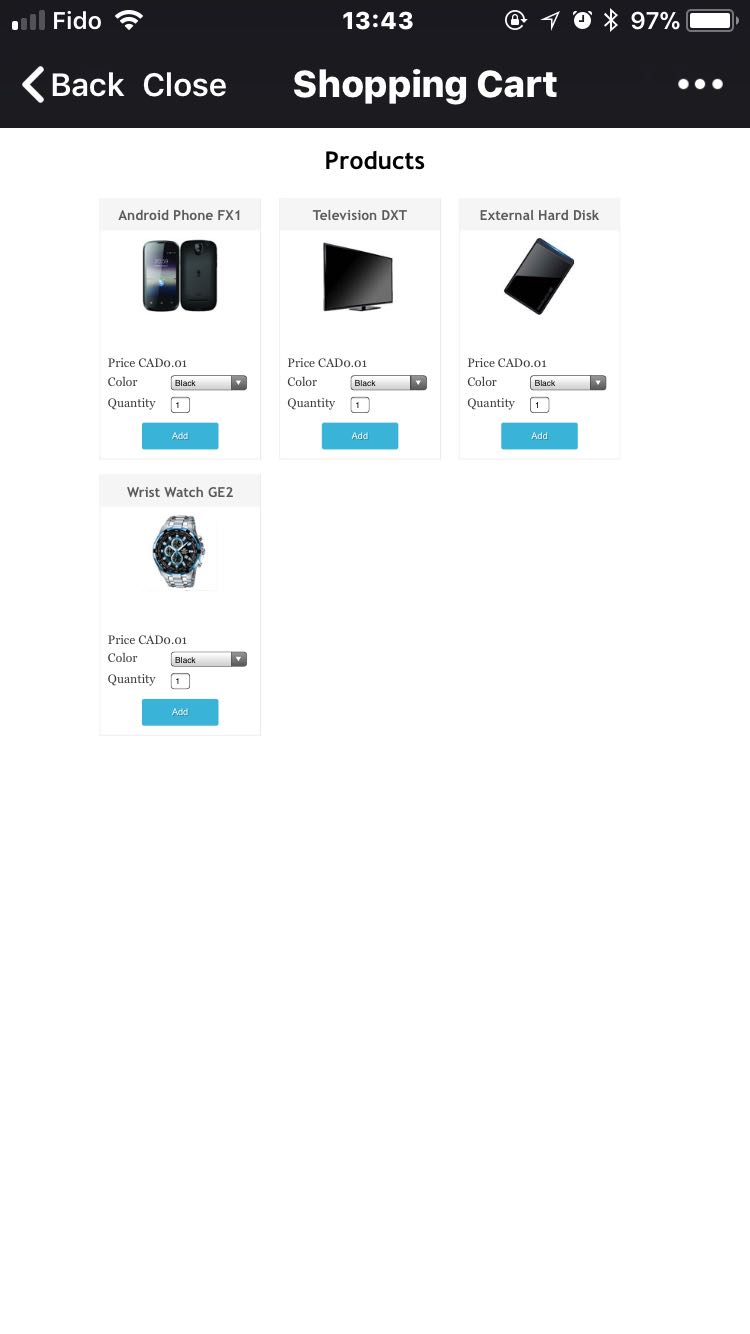 Fido 13:43 97%
Back Close Shopping Cart
Products
Android Phone FX1
Price CAD0.01
Color Black
Quantity 1
Add
Television DXT
Price CAD0.01
Color Black
Quantity 1
Add
External Hard Disk
Price CAD0.01
Color Black
Quantity 1
Add
Wrist Watch GE2
Price CAD0.01
Color Black
Quantity 1
Add